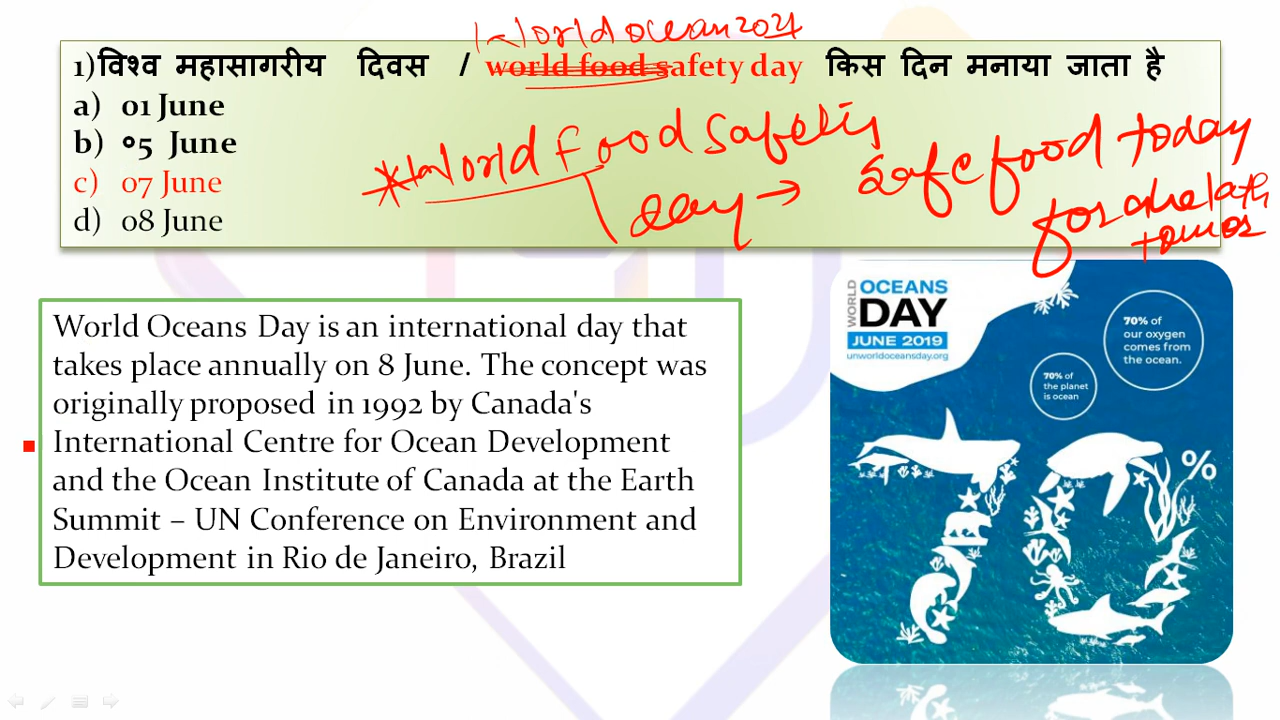 World ocean 2021
1)विश्व महासागरीय दिवस / world food safety day किस दिन मनाया जाता है
a) 01 June
b) ०5 June
c) 07 June
d) 08 June
*World Food Safety
day → Safe food today
for
World Oceans Day is an international day that
takes place annually on 8 June. The concept was
originally proposed in 1992 by Canada's
International Centre for Ocean Development
and the Ocean Institute of Canada at the Earth
Summit – UN Conference on Environment and
Development in Rio de Janeiro, Brazil
WORLD
OCEANS
DAY
JUNE 2019
unworldoceansday.org
70% of
our oxygen
comes from
the ocean.
70% of
the planet
is ocean
70%